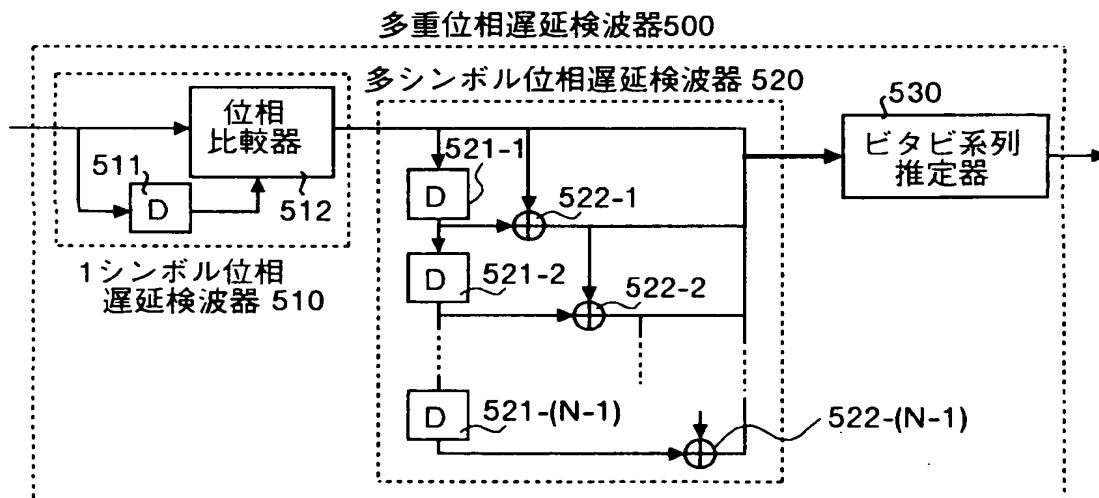 多重位相遅延検波器500
多シンボル位相遅延検波器 520
位相
比較器
511
D
512
1シンボル位相
遅延検波器 510
521-1
D
522-1
D
521-2
522-2
D
521-(N-1)
522-(N-1)
530
ビタビ系列
推定器